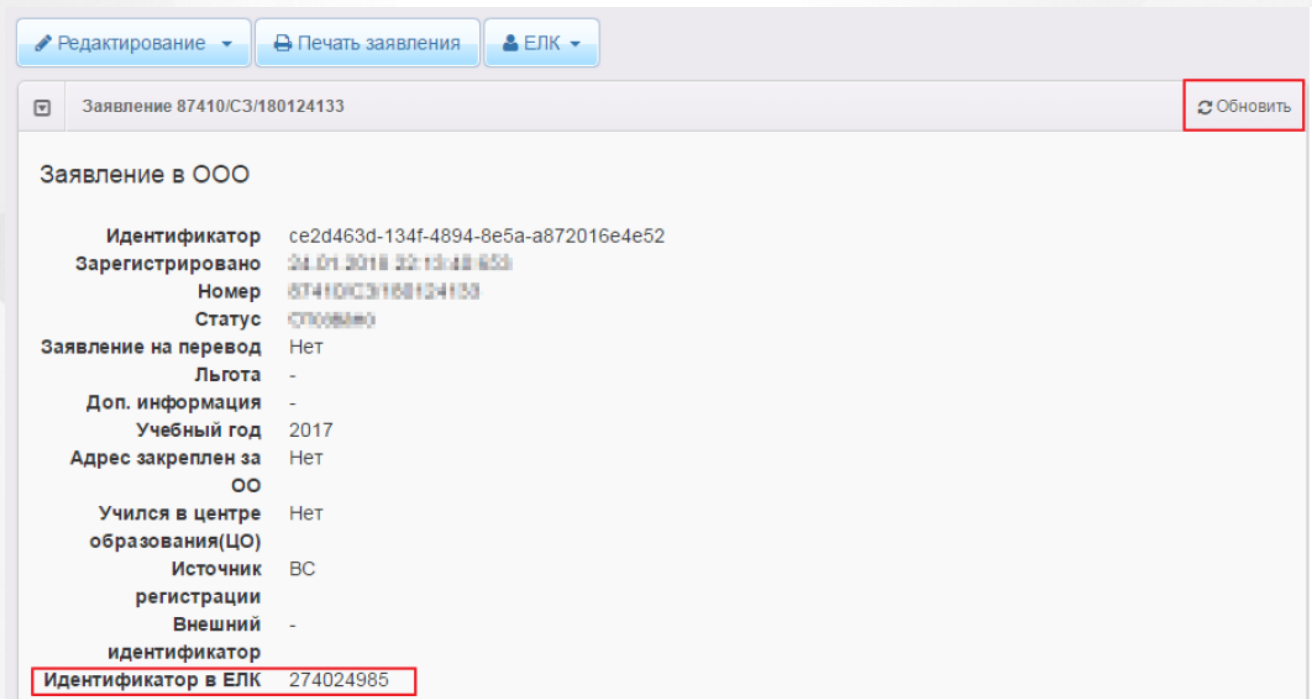 Редактирование
Печать заявления
ЕЛК
Заявление 87410/СЗ/180124133
Обновить
Заявление в ООО
Идентификатор ce2d463d-134f-4894-8e5a-a872016e4e52
Зарегистрировано
Номер
Статус
Заявление на перевод Нет
Льгота -
Доп. информация -
Учебный год 2017
Адрес закреплен за Нет
ОО
Учился в центре Нет
образования(ЦО)
Источник ВС
регистрации
Внешний -
идентификатор
Идентификатор в ЕЛК 274024985